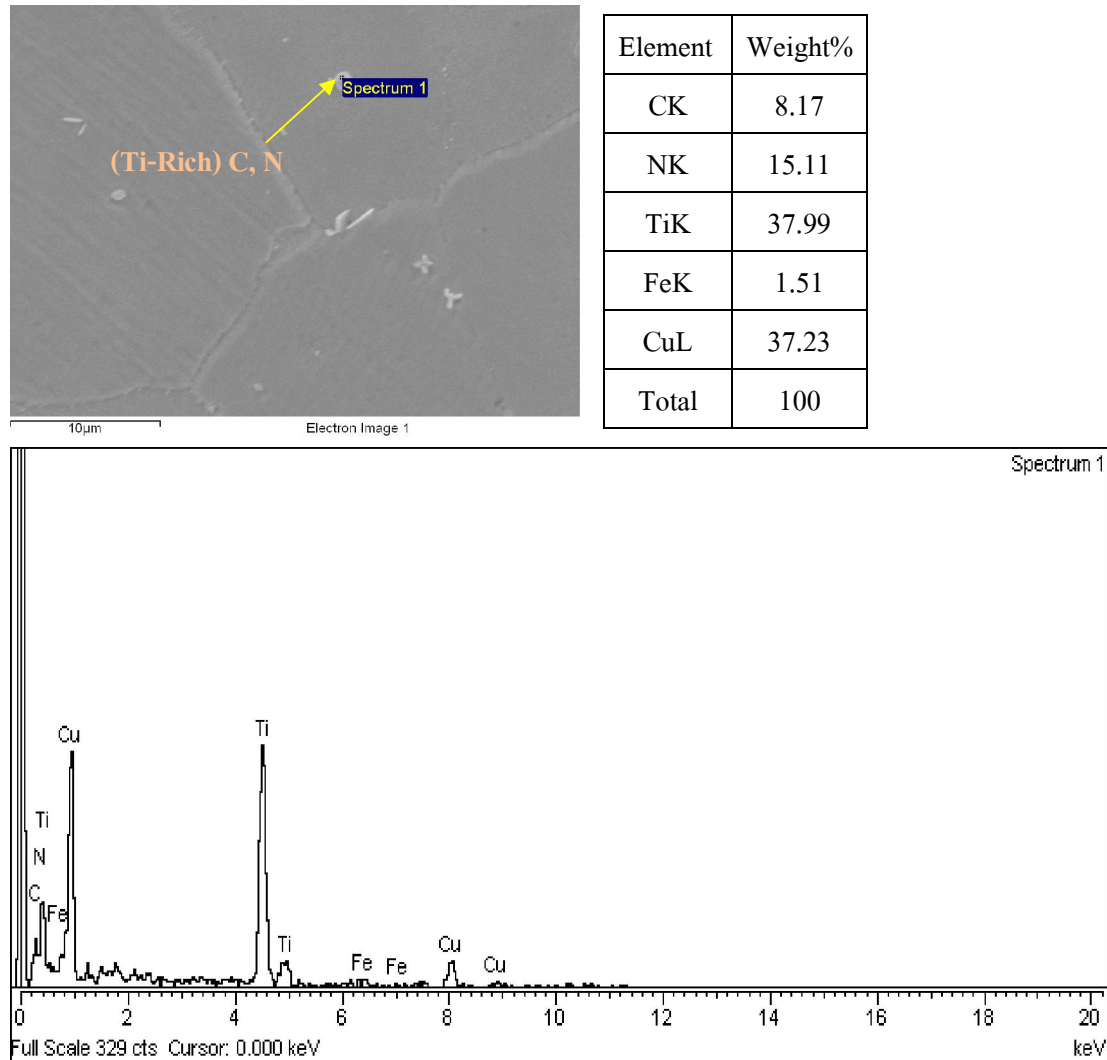 Spectrum 1
(Ti-Rich) C, N
10µm
Electron Image 1
Element Weight%
CK 8.17
NK 15.11
TiK 37.99
FeK 1.51
CuL 37.23
Total 100
Spectrum 1
Cu
Ti
Ti
N
C
Fe
Ti
Fe
Fe
Cu
Cu
0 2 4 6 8 10 12 14 16 18 20
Full Scale 329 cts Cursor: 0.000 keV
keV